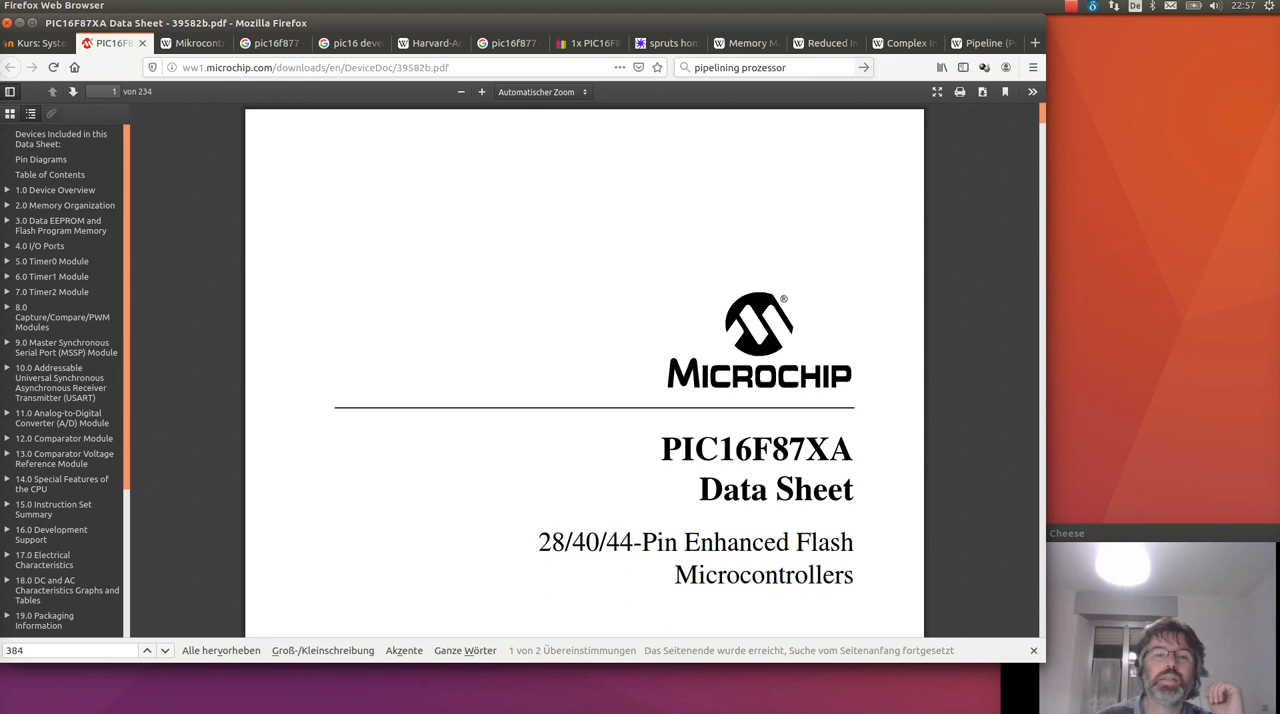 Firefox Web Browser
De
22:57
PIC16F87XA Data Sheet - 39582b.pdf - Mozilla Firefox
Kurs: Syste
PIC16F8
Mikrocont
pic16f877
pic16 deve
Harvard-Ar
pic16f877
1x PIC16F8
spruts hom
Memory M
Reduced In
Complex In
Pipeline (Pr
ww1.microchip.com/downloads/en/DeviceDoc/39582b.pdf
pipelining prozessor
1 von 234
Automatischer Zoom
Devices Included in this
Data Sheet:
Pin Diagrams
Table of Contents
1.0 Device Overview
2.0 Memory Organization
3.0 Data EEPROM and
Flash Program Memory
4.0 I/O Ports
5.0 Timer0 Module
6.0 Timer1 Module
7.0 Timer2 Module
8.0
Capture/Compare/PWM
Modules
9.0 Master Synchronous
Serial Port (MSSP) Module
10.0 Addressable
Universal Synchronous
Asynchronous Receiver
Transmitter (USART)
11.0 Analog-to-Digital
Converter (A/D) Module
12.0 Comparator Module
13.0 Comparator Voltage
Reference Module
14.0 Special Features of
the CPU
15.0 Instruction Set
Summary
16.0 Development
Support
17.0 Electrical
Characteristics
18.0 DC and AC
Characteristics Graphs and
Tables
19.0 Packaging
Information
®
MICROCHIP
PIC16F87XA
Data Sheet
28/40/44-Pin Enhanced Flash
Microcontrollers
384
Alle hervorheben
Groß-/Kleinschreibung
Akzente
Ganze Wörter
1 von 2 Übereinstimmungen
Das Seitenende wurde erreicht, Suche vom Seitenanfang fortgesetzt
Cheese